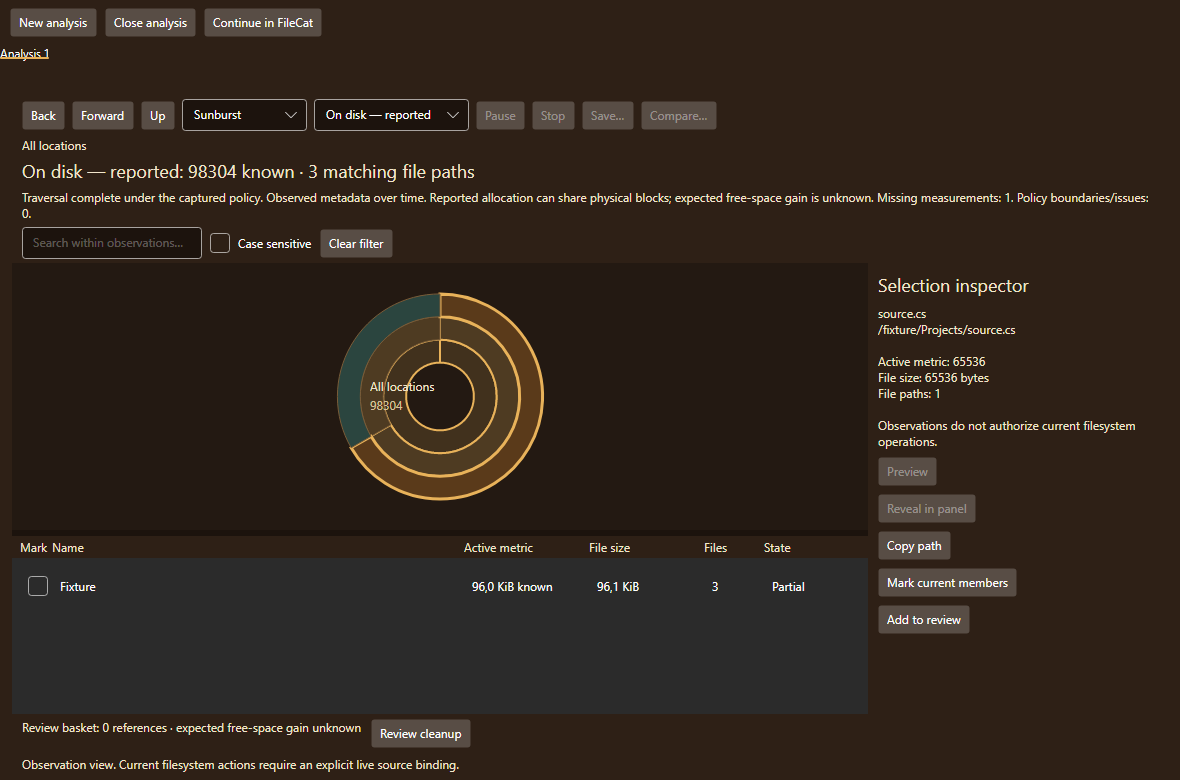 New analysis Close analysis Continue in FileCat
Analysis 1
Back Forward Up Sunburst On disk — reported Pause Stop Save... Compare...
All locations
On disk — reported: 98304 known · 3 matching file paths
Traversal complete under the captured policy. Observed metadata over time. Reported allocation can share physical blocks; expected free-space gain is unknown. Missing measurements: 1. Policy boundaries/issues:
0.
Search within observations... Case sensitive Clear filter
All locations
98304
Selection inspector
source.cs
/fixture/Projects/source.cs
Active metric: 65536
File size: 65536 bytes
File paths: 1
Observations do not authorize current filesystem
operations.
Preview
Reveal in panel
Copy path
Mark current members
Add to review
Mark Name Active metric File size Files State
Fixture 96,0 KiB known 96,1 KiB 3 Partial
Review basket: 0 references · expected free-space gain unknown Review cleanup
Observation view. Current filesystem actions require an explicit live source binding.